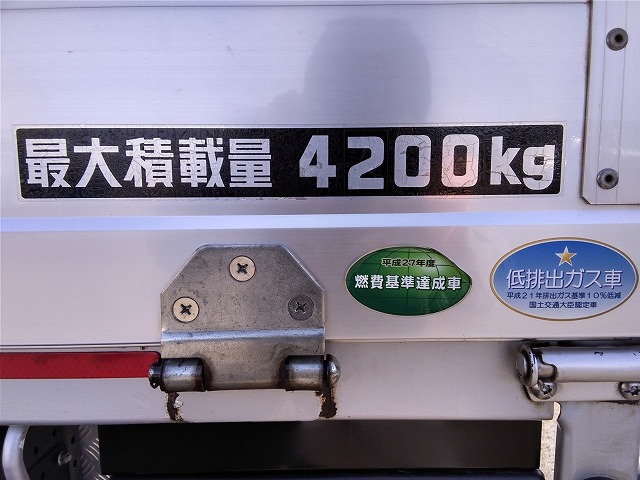 最大積載量 4200kg
平成27年度
燃費基準達成車
低排出ガス車
平成21年排出ガス基準10%低減
国土交通大臣認定車